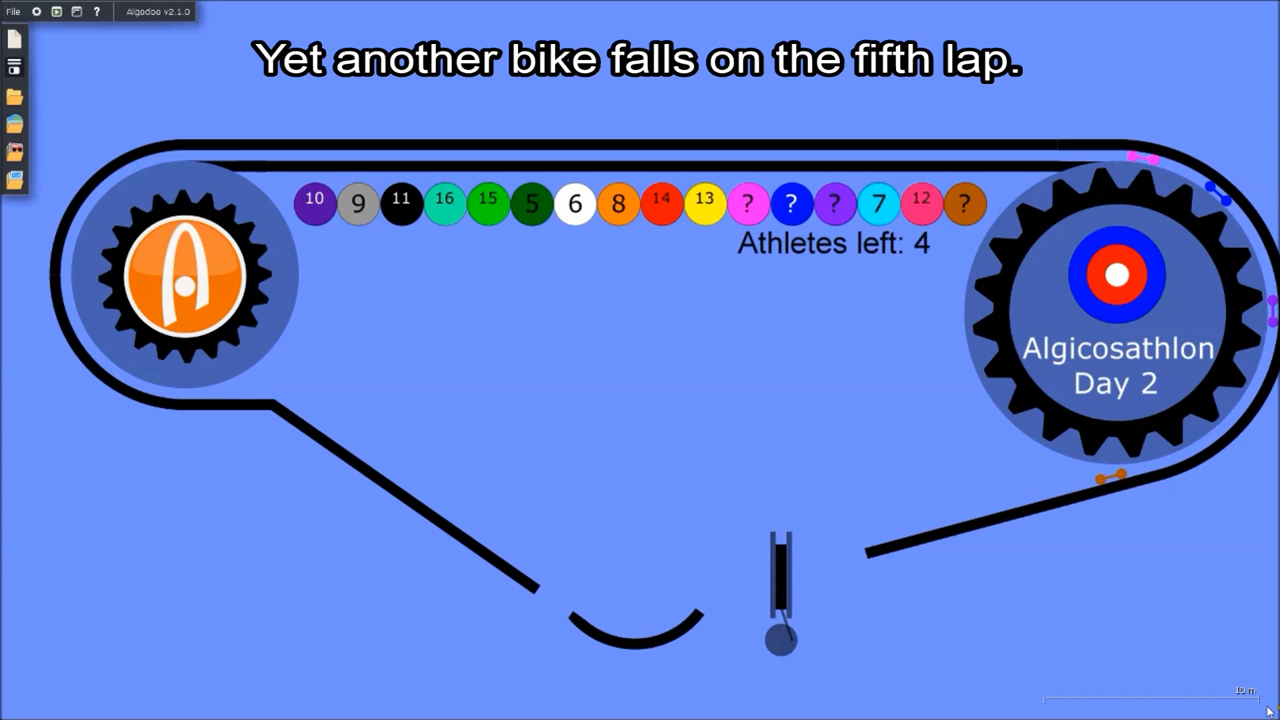 File ? Algodoo v2.1.0
Yet another bike falls on the fifth lap.
10 9 11 16 15 5 6 8 14 13 ? ? ? 7 12 ?
Athletes left: 4
Algicosathlon
Day 2
10 m